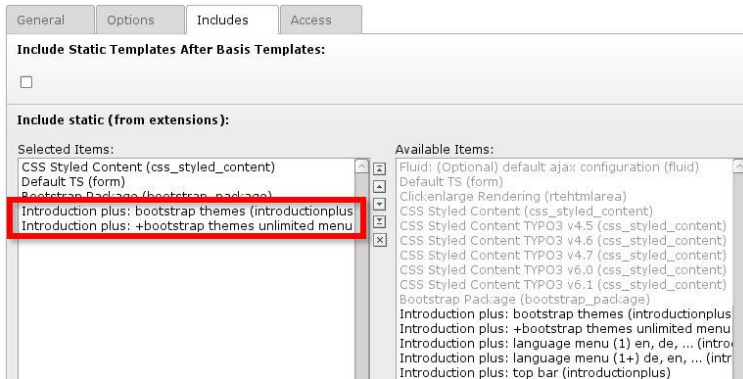 General Options Includes Access
Include Static Templates After Basis Templates:
Include static (from extensions):
Selected Items:
CSS Styled Content (css_styled_content)
Default TS (form)
Bootstrap Package (bootstrap_package)
Introduction plus: bootstrap themes (introductionplus
Introduction plus: +bootstrap themes unlimited menu
Available Items:
Fluid: (Optional) default ajax configuration (fluid)
Default TS (form)
Clickenlarge Rendering (rtehtmlarea)
CSS Styled Content (css_styled_content)
CSS Styled Content TYPO3 v4.5 (css_styled_content)
CSS Styled Content TYPO3 v4.6 (css_styled_content)
CSS Styled Content TYPO3 v4.7 (css_styled_content)
CSS Styled Content TYPO3 v6.0 (css_styled_content)
CSS Styled Content TYPO3 v6.1 (css_styled_content)
Bootstrap Package (bootstrap_package)
Introduction plus: bootstrap themes (introductionplus
Introduction plus: +bootstrap themes unlimited menu
Introduction plus: language menu (1) en, de, ... (intro
Introduction plus: language menu (1+) de, en, ... (intr
Introduction plus: top bar (introductionplus)